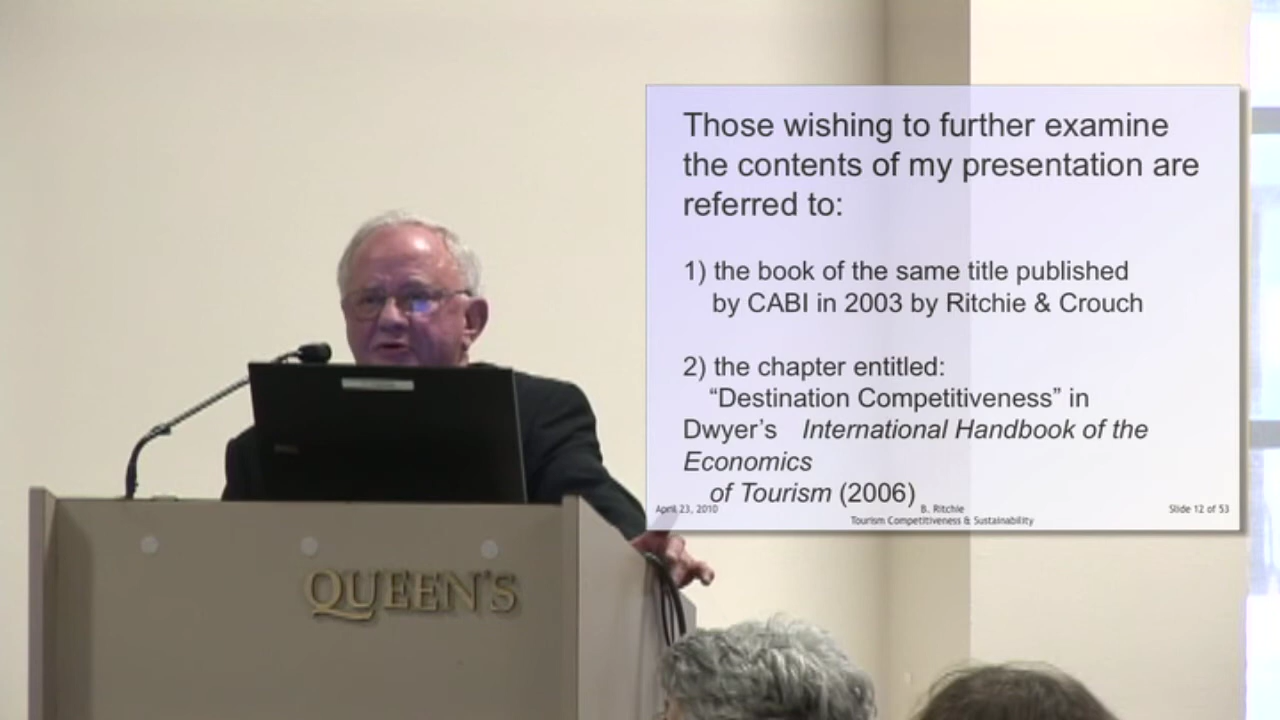 Those wishing to further examine
the contents of my presentation are
referred to:
1) the book of the same title published
by CABI in 2003 by Ritchie & Crouch
2) the chapter entitled:
“Destination Competitiveness” in
Dwyer’s International Handbook of the
Economics
of Tourism (2006)
April 23, 2010
B. Ritchie
Tourism Competitiveness & Sustainability
Slide 12 of 53
QUEEN'S